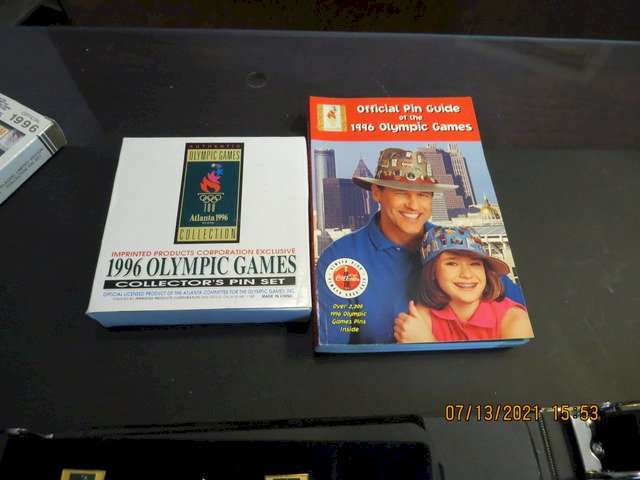 1996
AUTHENTIC
OLYMPIC GAMES
100
Atlanta 1996
COLLECTION
IMPRINTED PRODUCTS CORPORATION EXCLUSIVE
1996 OLYMPIC GAMES
COLLECTOR'S PIN SET
OFFICIAL LICENSED PRODUCT OF THE ATLANTA COMMITTEE FOR THE OLYMPIC GAMES, INC.
MADE IN CHINA
Official Pin Guide
of the
1996 Olympic Games
Coca-Cola
Over 2,200
1996 Olympic
Games Pins
Inside
07/13/2021 15:53